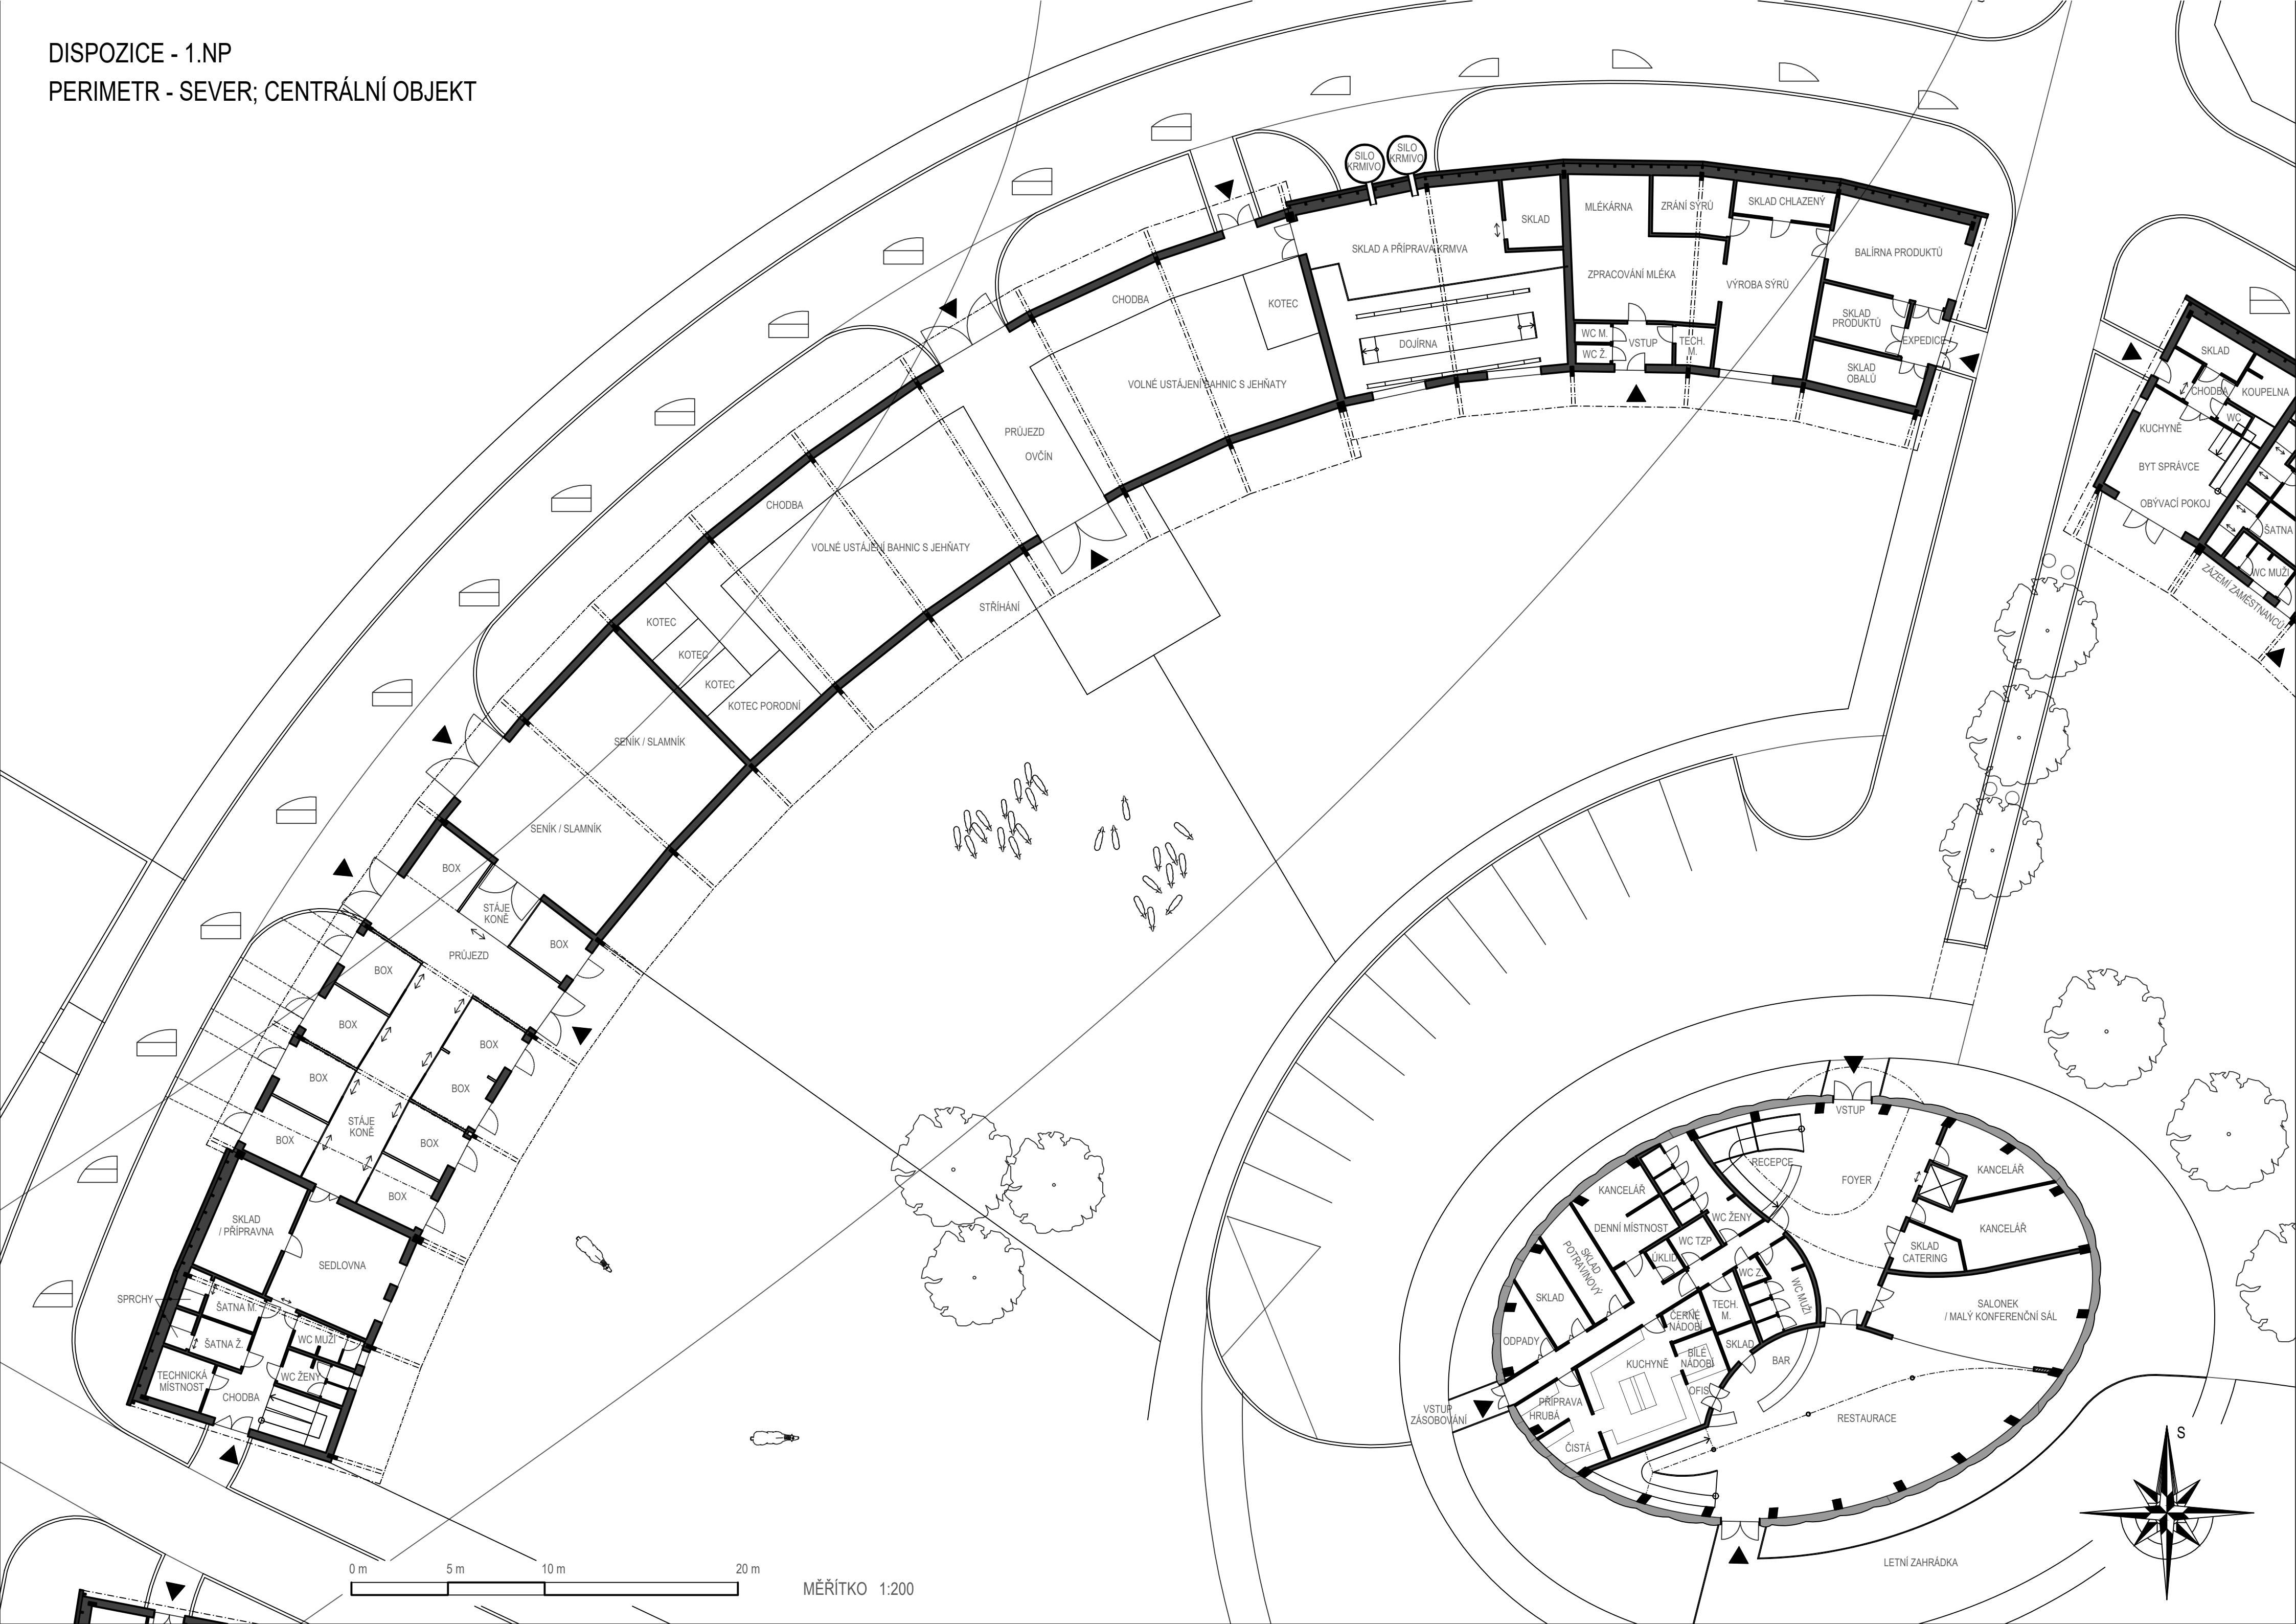 DISPOZICE - 1.NP
PERIMETR - SEVER; CENTRÁLNÍ OBJEKT
SILO
KRMIVO
SILO
KRMIVO
SKLAD
MLÉKÁRNA
ZRÁNÍ SÝRŮ
SKLAD CHLAZENÝ
SKLAD A PŘÍPRAVA KRMVA
BALÍRNA PRODUKTŮ
ZPRACOVÁNÍ MLÉKA
VÝROBA SÝRŮ
CHODBA
KOTEC
SKLAD
PRODUKTŮ
WC M.
VSTUP
TECH.
M.
EXPEDICE
DOJÍRNA
WC Ž.
SKLAD
OBALŮ
VOLNÉ USTÁJENÍ BAHNIC S JEHŇATY
SKLAD
CHODBA
KOUPELNA
WC
KUCHYNĚ
BYT SPRÁVCE
OBÝVACÍ POKOJ
ŠATNA
WC MUŽI
ZÁZEMÍ ZAMĚSTNANCŮ
PRŮJEZD
OVČÍN
CHODBA
VOLNÉ USTÁJENÍ BAHNIC S JEHŇATY
STŘÍHÁNÍ
KOTEC
KOTEC
KOTEC
KOTEC PORODNÍ
SENÍK / SLAMNÍK
SENÍK / SLAMNÍK
BOX
STÁJE
KONĚ
BOX
PRŮJEZD
BOX
BOX
BOX
BOX
BOX
STÁJE
KONĚ
BOX
BOX
BOX
SKLAD
/ PŘÍPRAVNA
SEDLOVNA
SPRCHY
ŠATNA M.
ŠATNA Ž.
WC MUŽI
TECHNICKÁ
MÍSTNOST
WC ŽENY
CHODBA
VSTUP
RECEPCE
FOYER
KANCELÁŘ
KANCELÁŘ
KANCELÁŘ
SKLAD
CATERING
DENNÍ MÍSTNOST
WC ŽENY
WC TZP
ÚKLID
SKLAD
POTRAVINOVÝ
WC Z.
WC MUŽI
SKLAD
TECH.
M.
ČERNÉ
NÁDOBÍ
SALONEK
/ MALÝ KONFERENČNÍ SÁL
ODPADY
SKLAD
BÍLÉ
NÁDOBÍ
KUCHYNĚ
BAR
OFIS
PŘÍPRAVA
HRUBÁ
ČISTÁ
VSTUP
ZÁSOBOVÁNÍ
RESTAURACE
S
LETNÍ ZAHRÁDKA
0 m 5 m 10 m 20 m
MĚŘÍTKO 1:200